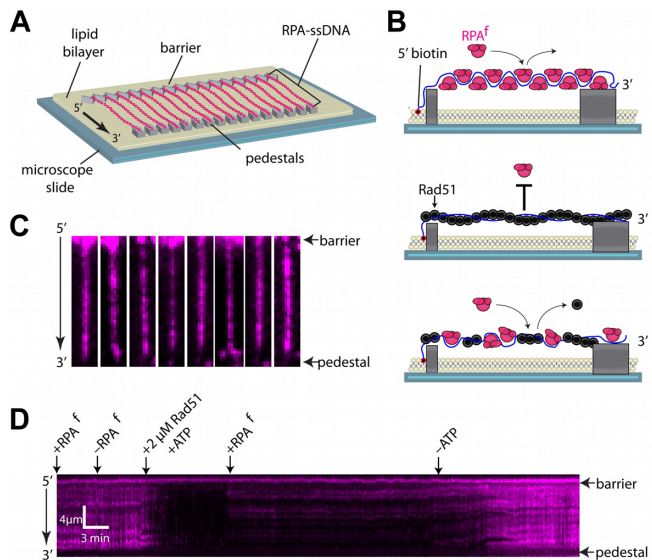 A
lipid
bilayer
barrier
RPA-ssDNA
5′
3′
microscope
slide
pedestals
B
RPAᶠ
5′ biotin
3′
Rad51
3′
3′
C
5′
3′
barrier
pedestal
D
+RPA f
−RPA f
+2 μM Rad51
+ATP
+RPA f
−ATP
5′
3′
4μm
3 min
barrier
pedestal